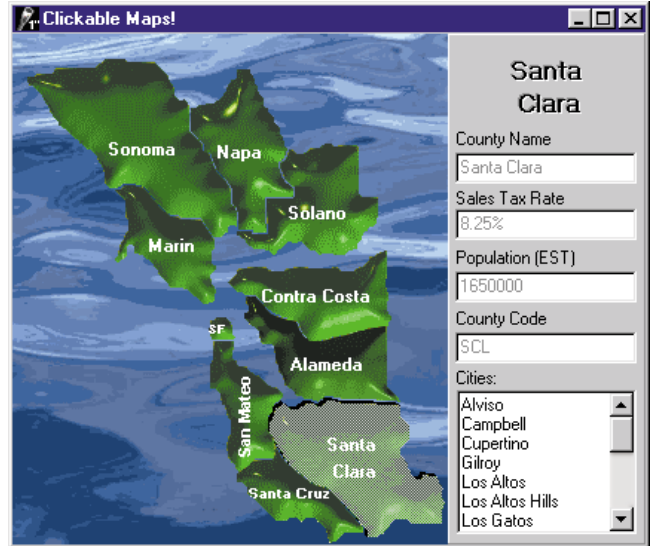 Clickable Maps!
Sonoma
Napa
Solano
Marin
Contra Costa
SF
Alameda
San Mateo
Santa
Clara
Santa Cruz
Santa
Clara
County Name
Santa Clara
Sales Tax Rate
8.25%
Population (EST)
1650000
County Code
SCL
Cities:
Alviso
Campbell
Cupertino
Gilroy
Los Altos
Los Altos Hills
Los Gatos